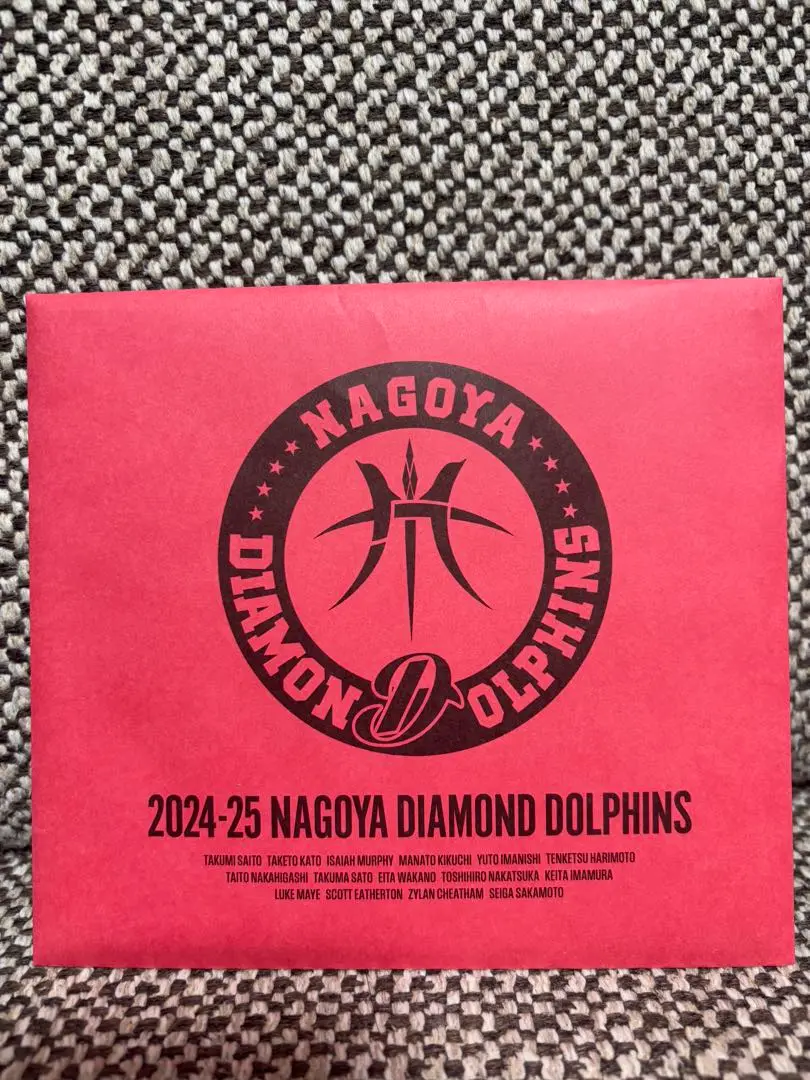 NAGOYA
DIAMOND DOLPHINS
2024-25 NAGOYA DIAMOND DOLPHINS
TAKUMI SAITO TAKETO KATO ISAIAH MURPHY MANATO KIKUCHI YUTO IMANISHI TENKETSU HARIMOTO
TAITO NAKAHIGASHI TAKUMA SATO EITA WAKANO TOSHIHIRO NAKATSUKA KEITA IMAMURA
LUKE MAYE SCOTT EATHERTON ZYLAN CHEATHAM SEIGA SAKAMOTO